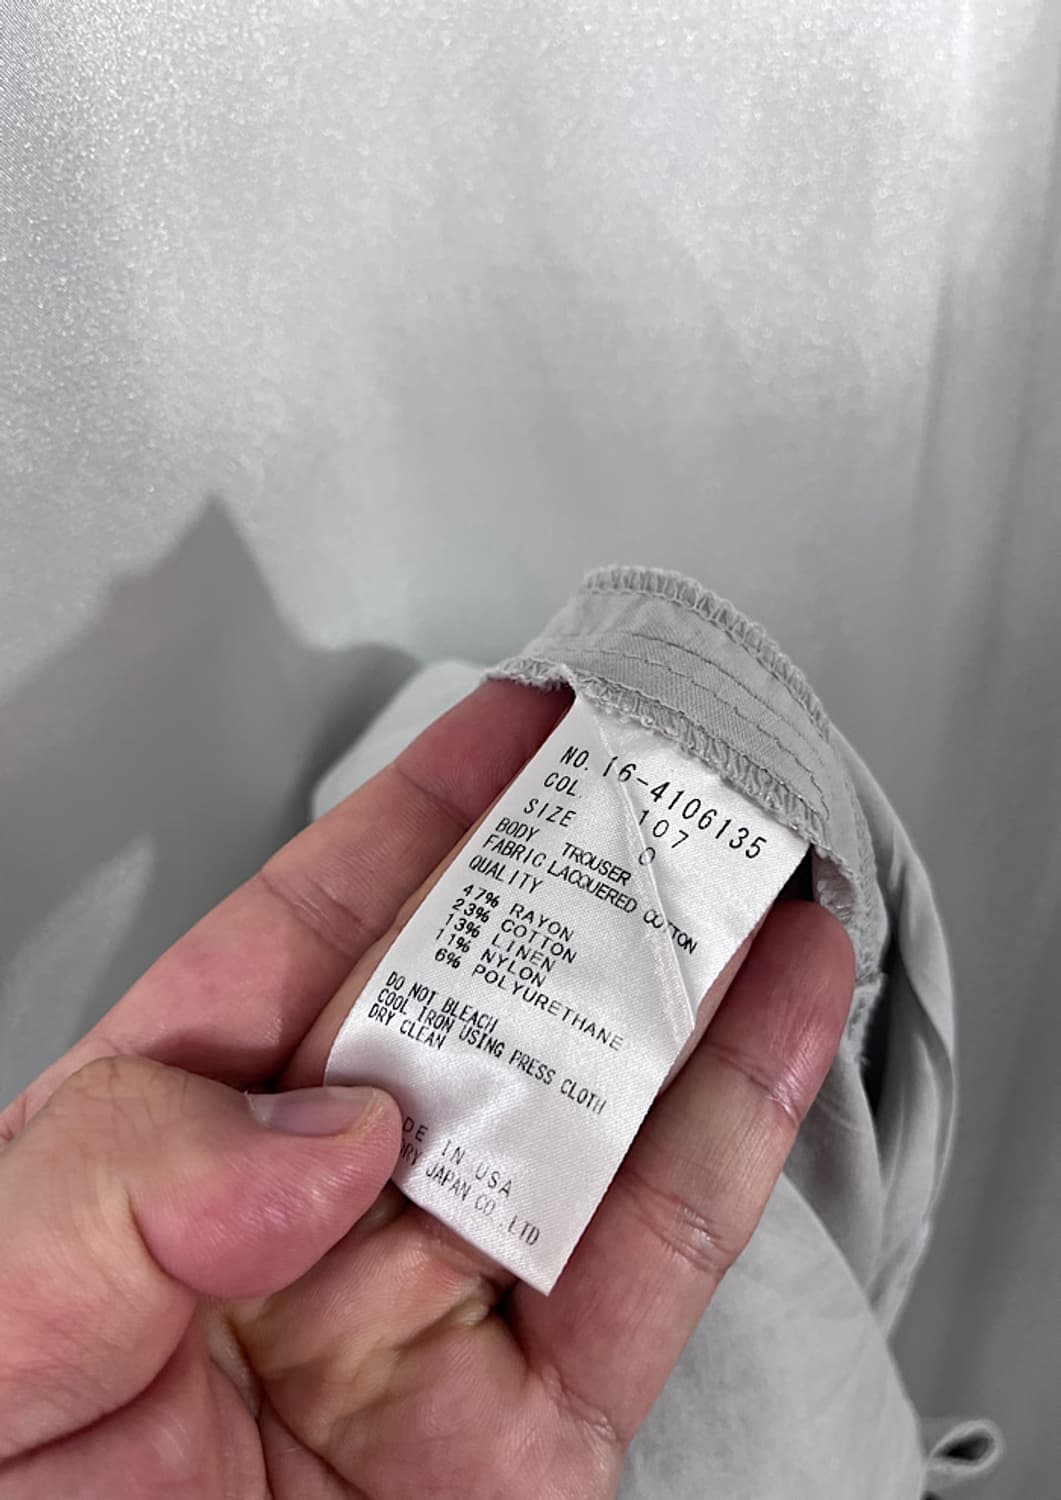 NO. 16-4106135
COL 107
SIZE 0
BODY TROUSER
FABRIC LACQUERED COTTON
QUALITY
47% RAYON
23% COTTON
13% LINEN
11% NYLON
6% POLYURETHANE
DO NOT BLEACH
COOL IRON USING PRESS CLOTH
DRY CLEAN
DE IN USA
JAPAN CO.,LTD